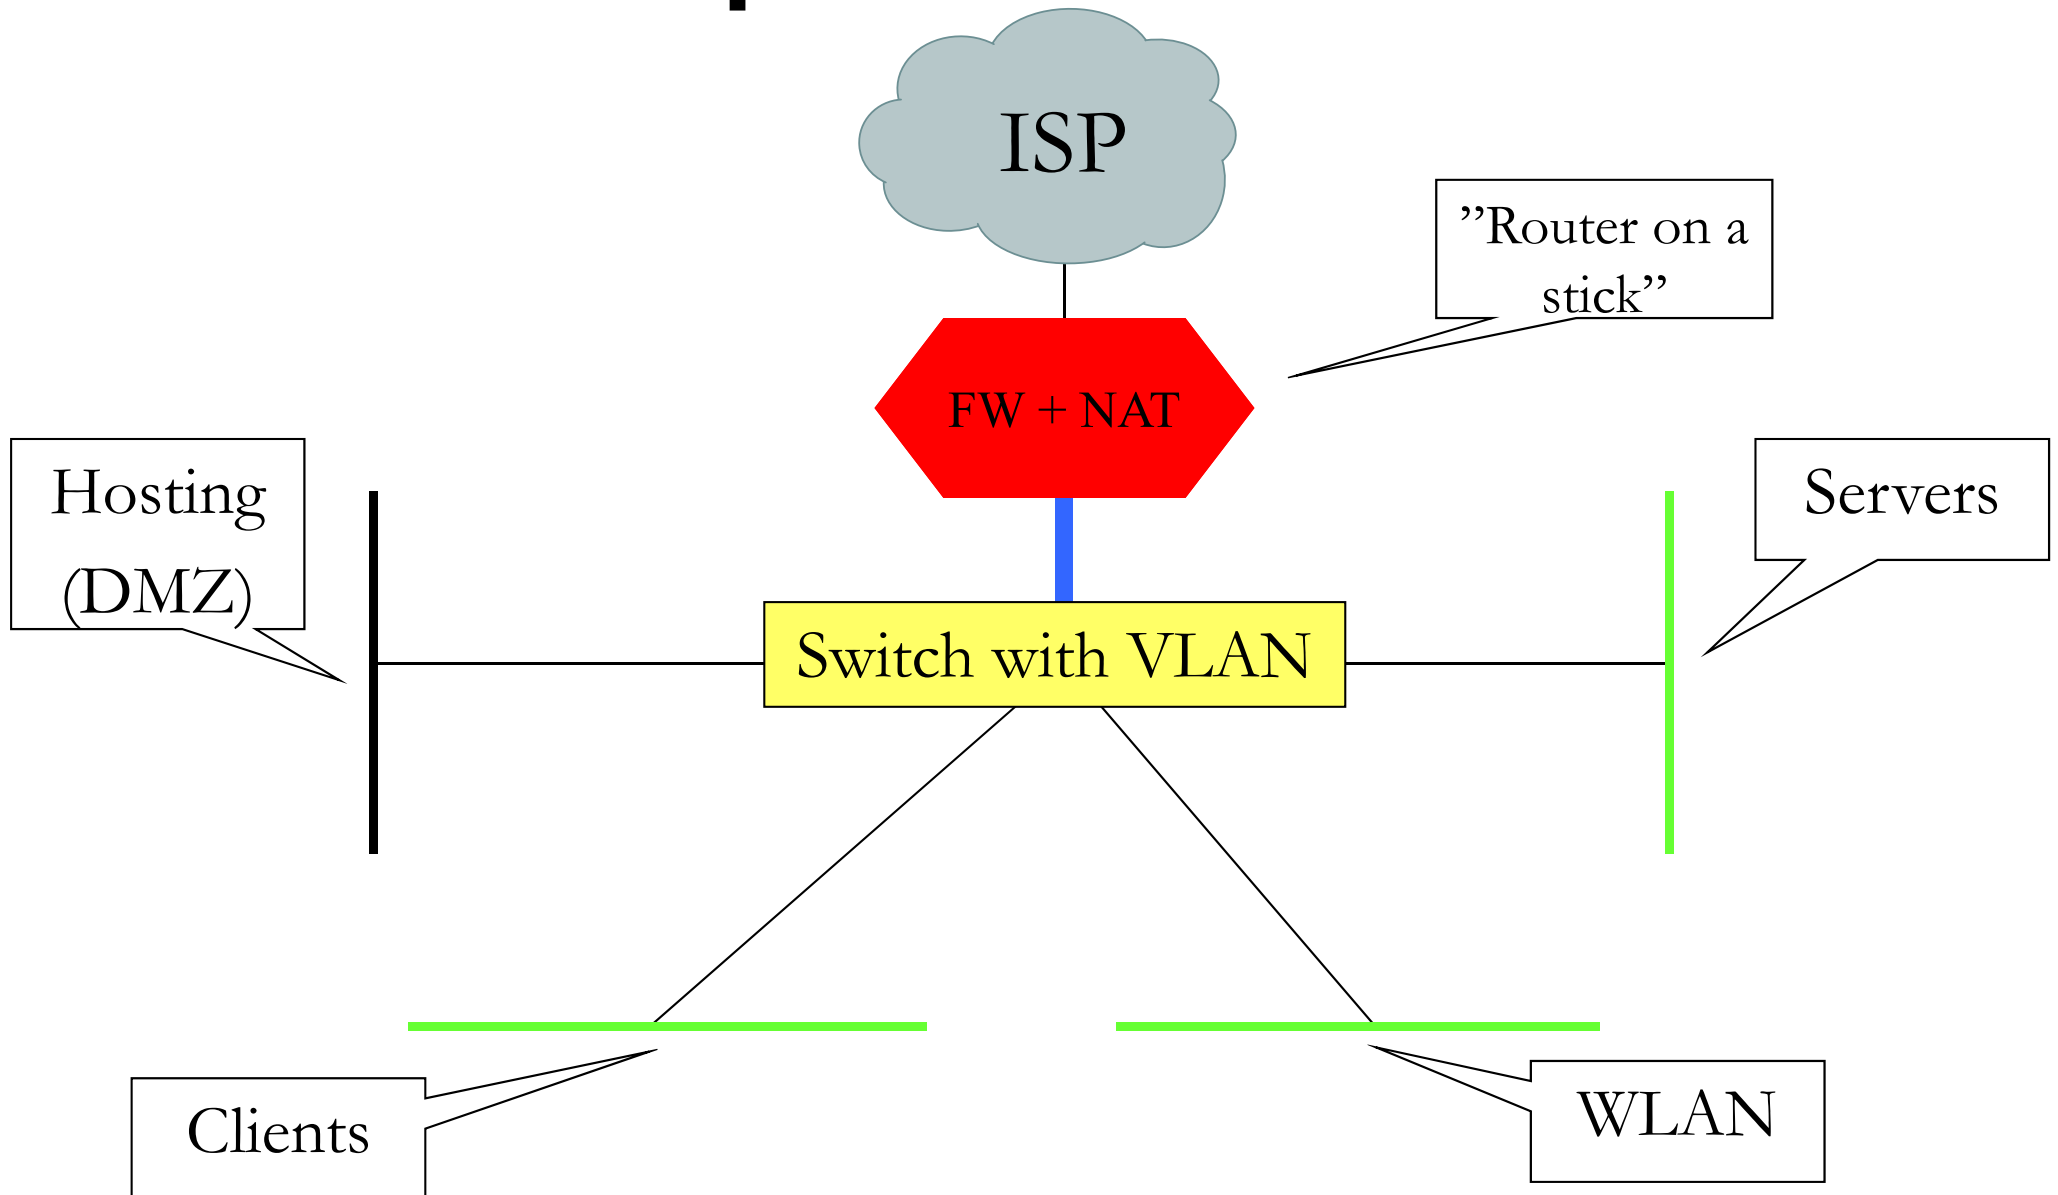 ISP
”Router on a
stick”
FW + NAT
Hosting
(DMZ)
Servers
Switch with VLAN
Clients
WLAN